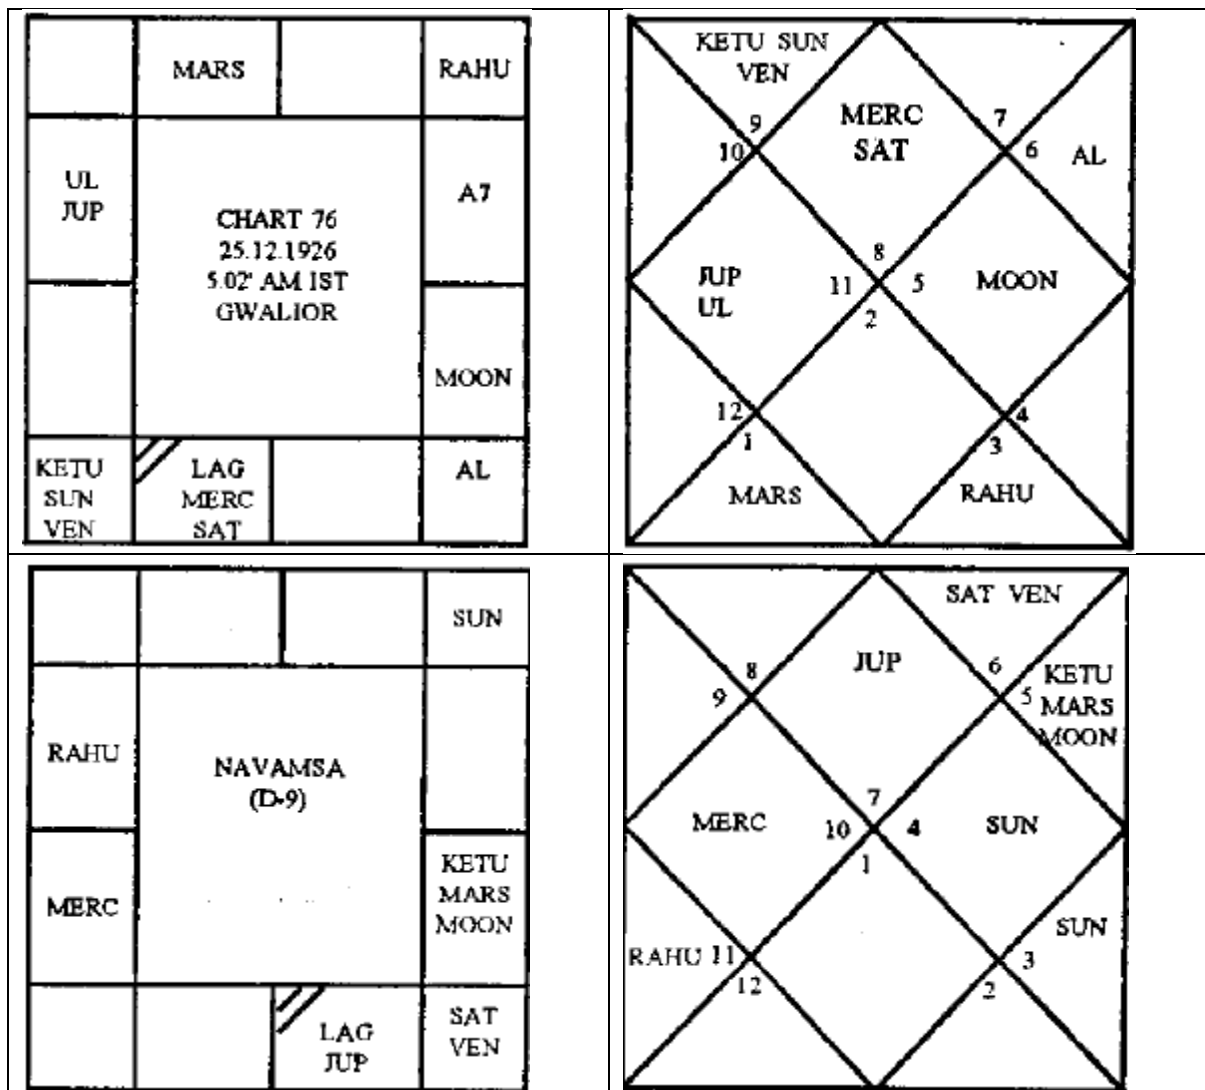 MARS
RAHU
UL
JUP
A7
CHART 76
25.12.1926
5.02' AM IST
GWALIOR
MOON
KETU
SUN
VEN
LAG
MERC
SAT
AL
KETU SUN
VEN
MERC
SAT
9
7
10
6
AL
8
JUP
UL
11
5
MOON
2
12
4
1
3
MARS
RAHU
SUN
RAHU
NAVAMSA
(D-9)
MERC
KETU
MARS
MOON
LAG
JUP
SAT
VEN
SAT VEN
JUP
8
6
9
5
KETU
MARS
MOON
7
MERC
10
4
SUN
1
SUN
RAHU 11
3
12
2